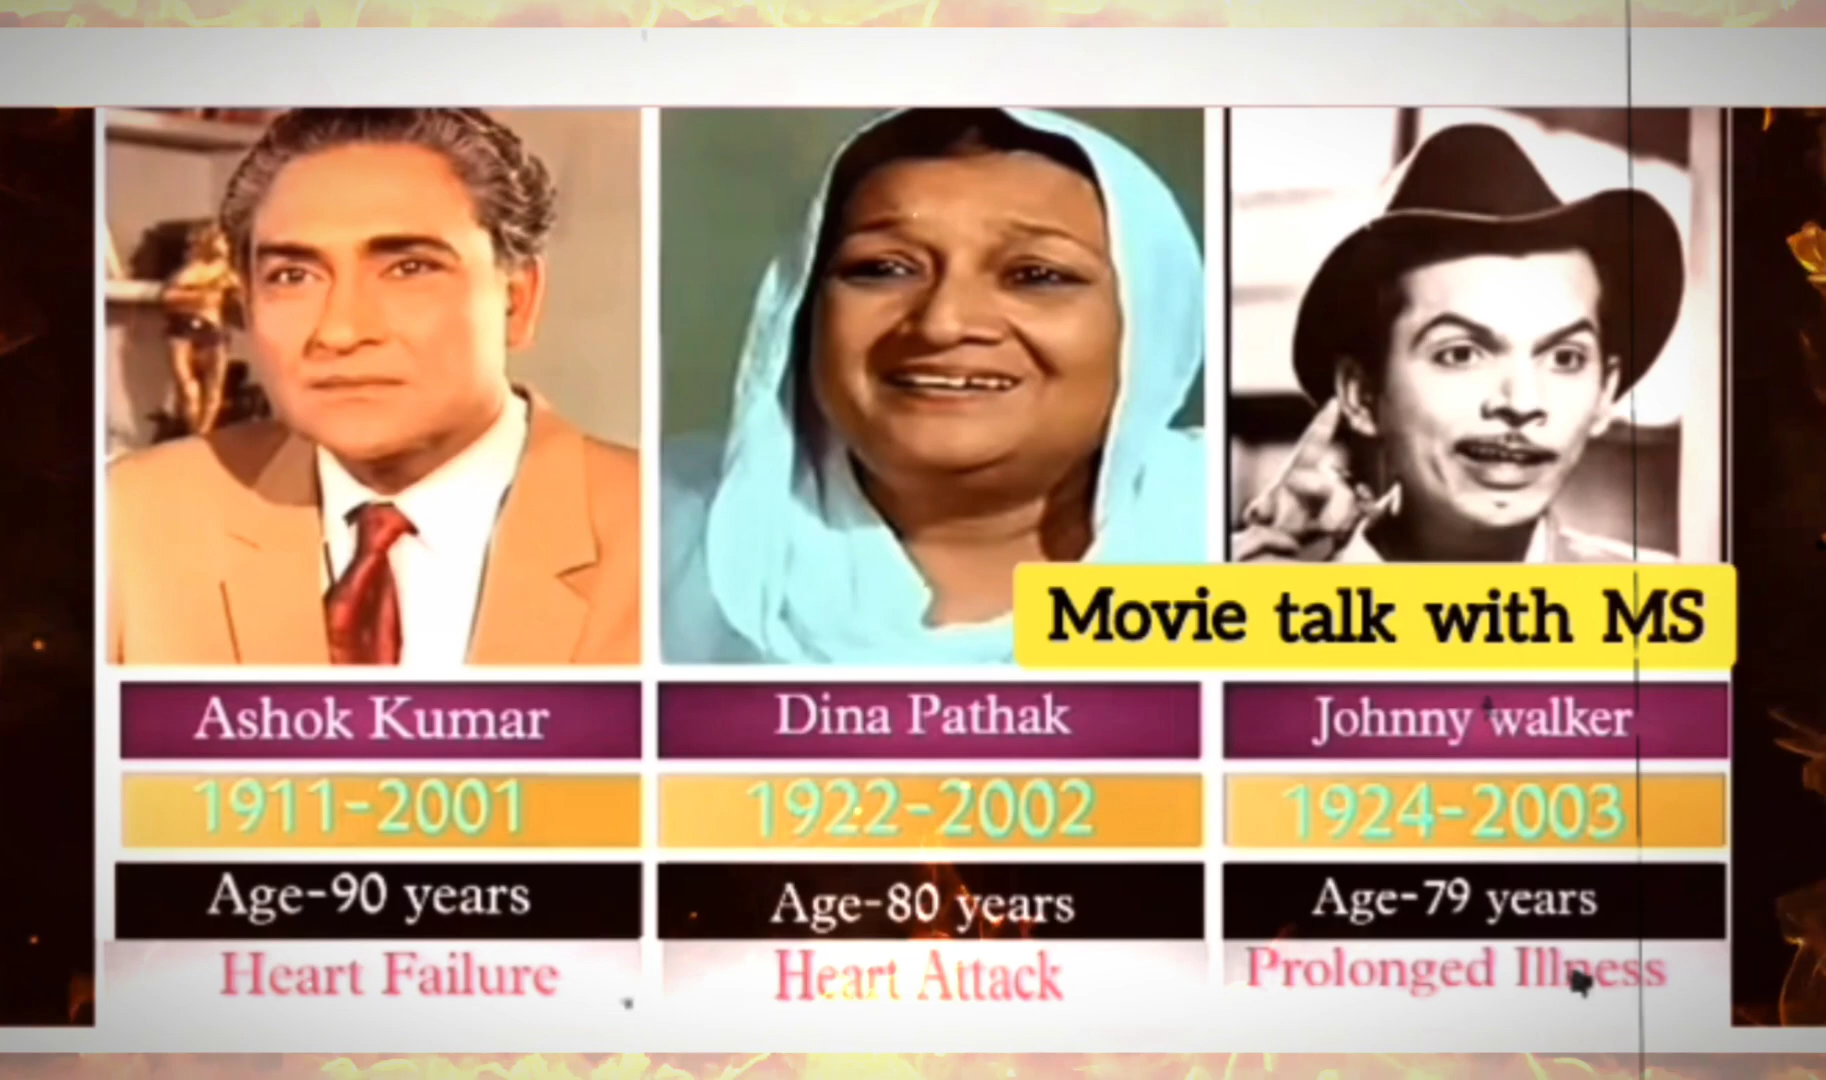 Movie talk with MS
Ashok Kumar
Dina Pathak
Johnny walker
1911-2001
1922-2002
1924-2003
Age-90 years
Age-80 years
Age-79 years
Heart Failure
Heart Attack
Prolonged Illness